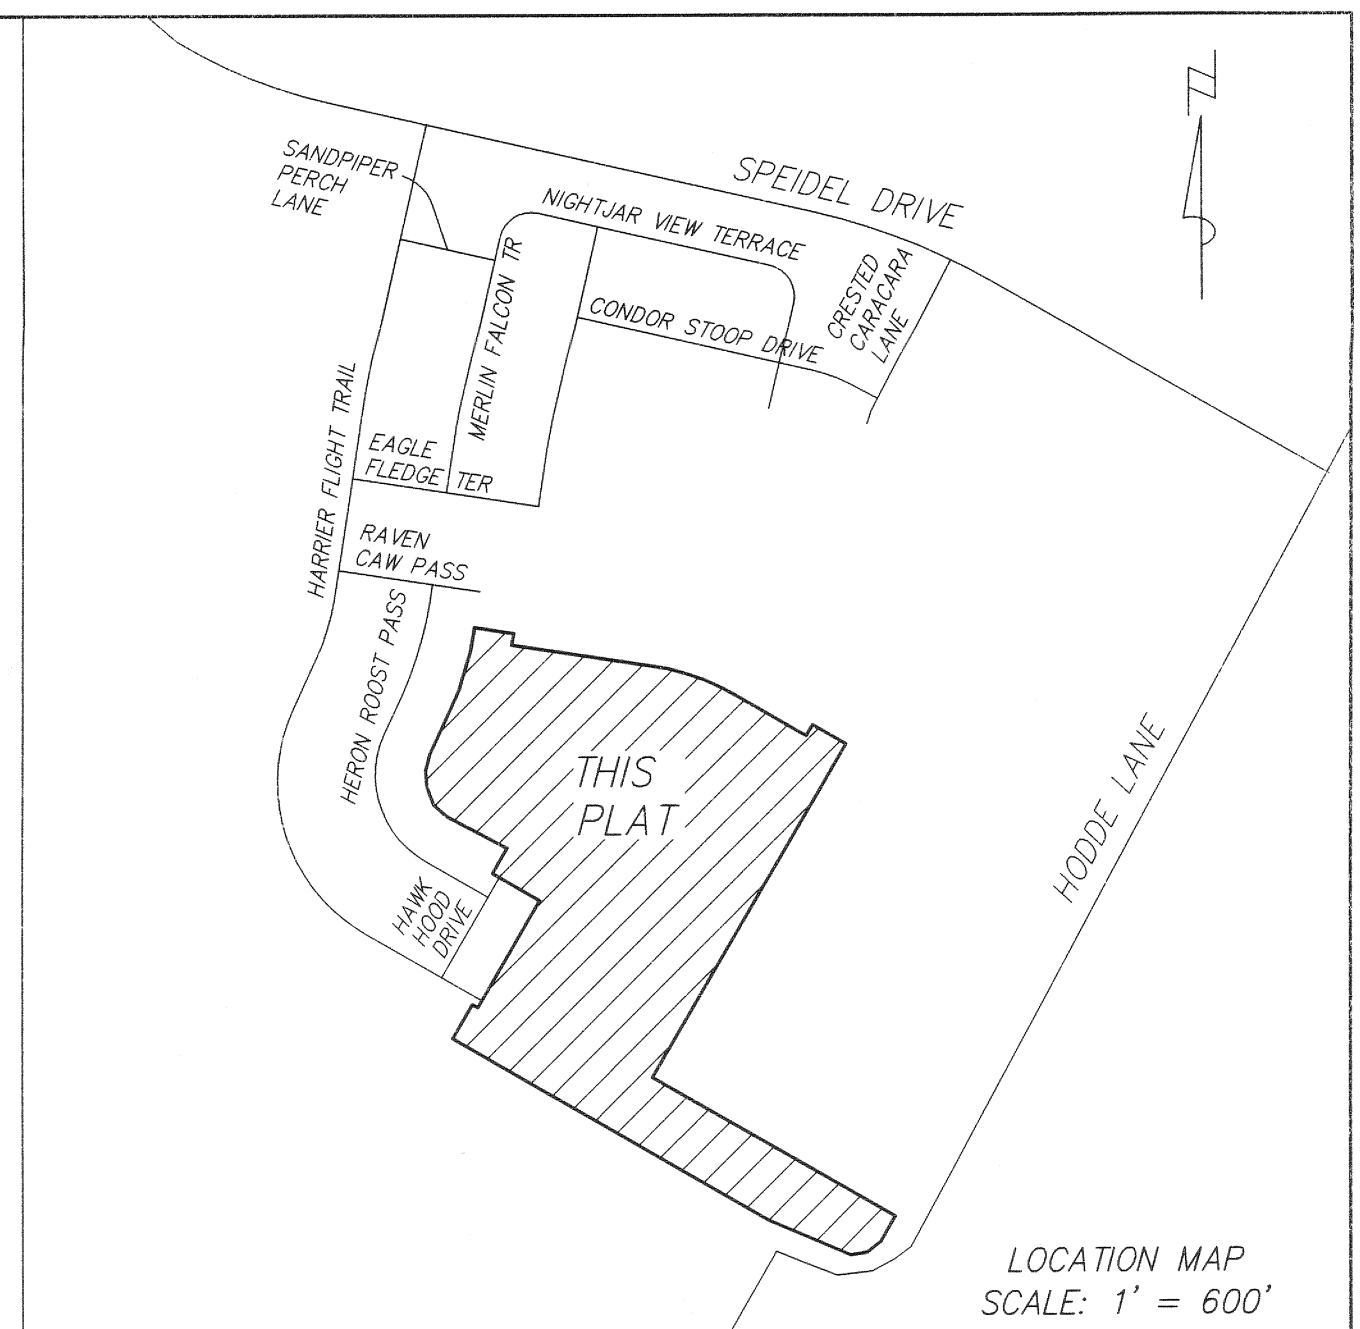 N
SPEIDEL DRIVE
SANDPIPER
PERCH
LANE
NIGHTJAR VIEW TERRACE
MERLIN FALCON TR
CONDOR STOOP DRIVE
CRESTED
CARACARA
LANE
HARRIER FLIGHT TRAIL
EAGLE
FLEDGE TER
RAVEN
CAW PASS
HERON ROOST PASS
THIS
PLAT
HODDE LANE
HAWK
HOOD
DRIVE
LOCATION MAP
SCALE: 1' = 600'